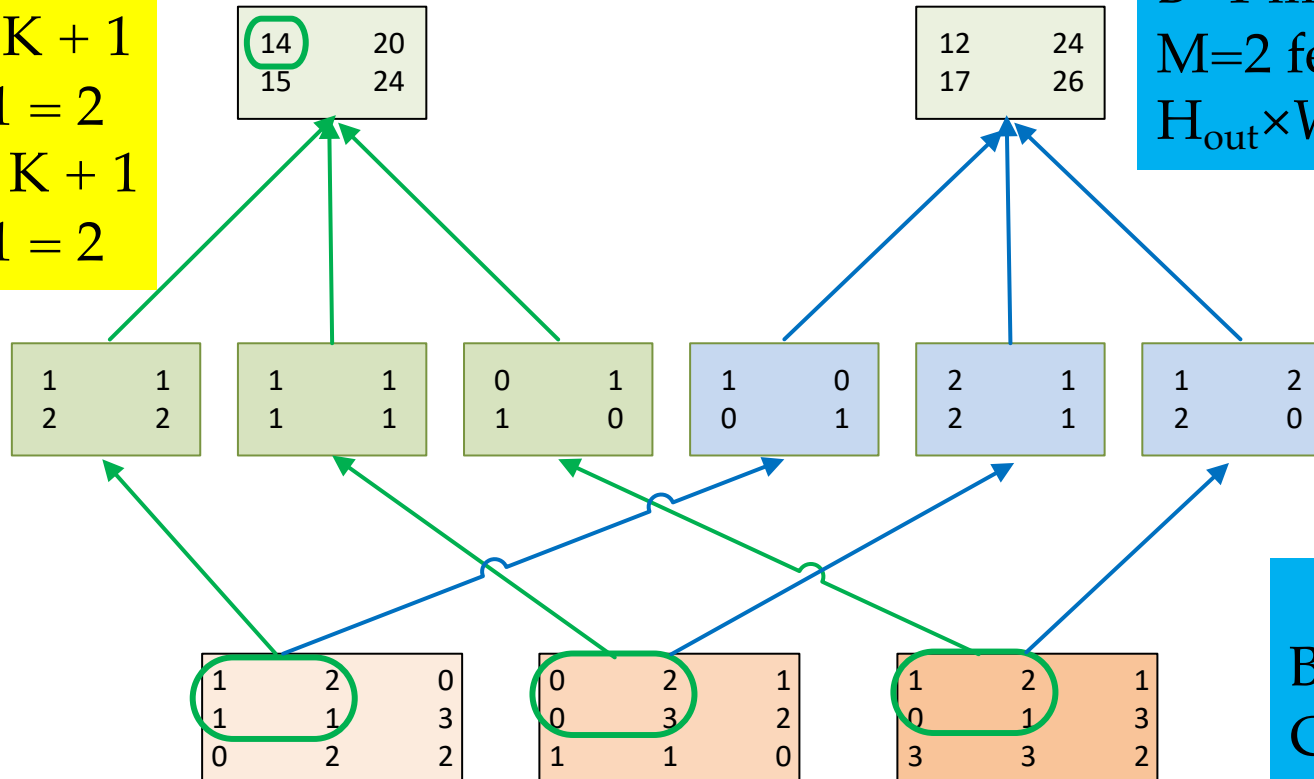 K + 1
1 = 2
K + 1
1 = 2
14 20
15 24
12 24
17 26
M=2
H_out×
1 1
2 2
1 1
1 1
0 1
1 0
1 0
0 1
2 1
2 1
1 2
2 0
1 2 0
1 1 3
0 2 2
0 2 1
0 3 2
1 1 0
1 2 1
0 1 3
3 3 2
B